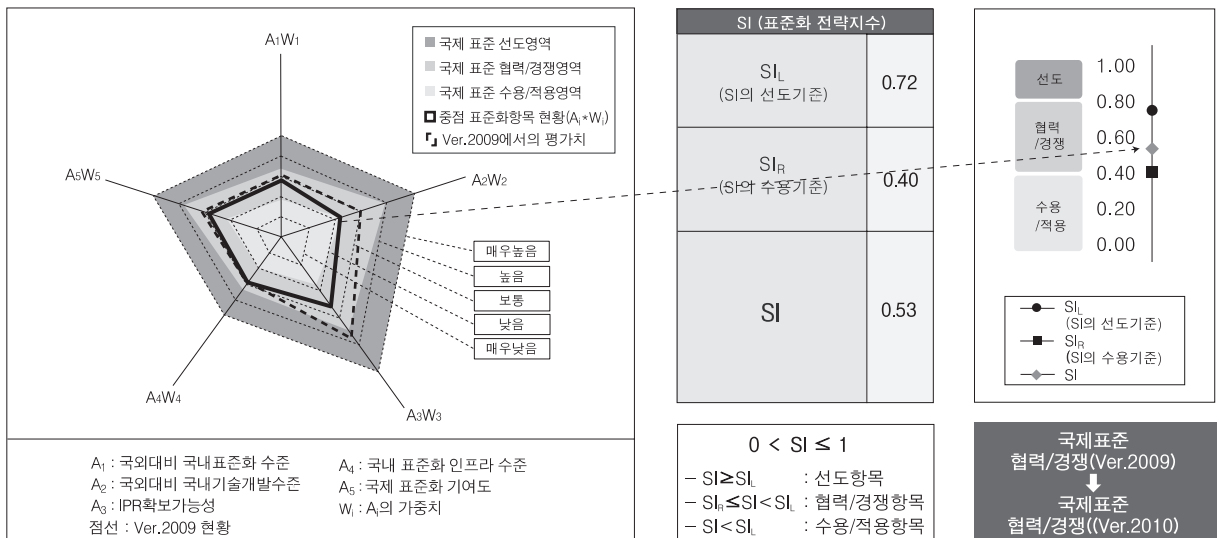 A₁W₁
국제 표준 선도영역
국제 표준 협력/경쟁영역
국제 표준 수용/적용영역
중점 표준화항목 현황(Aᵢ*Wᵢ)
Ver.2009에서의 평가치
A₅W₅
A₂W₂
매우높음
높음
보통
낮음
매우낮음
A₄W₄
A₃W₃
A₁ : 국외대비 국내표준화 수준
A₂ : 국외대비 국내기술개발수준
A₃ : IPR확보가능성
점선 : Ver.2009 현황
A₄ : 국내 표준화 인프라 수준
A₅ : 국제 표준화 기여도
Wᵢ : Aᵢ의 가중치
SI (표준화 전략지수)
SI_L
(SI의 선도기준)
0.72
SI_R
(SI의 수용기준)
0.40
SI
0.53
0 < SI ≤ 1
– SI≥SI_L : 선도항목
– SI_R≤SI<SI_L : 협력/경쟁항목
– SI<SI_L : 수용/적용항목
선도
협력
/경쟁
수용
/적용
1.00
0.80
0.60
0.40
0.20
0.00
SI_L
(SI의 선도기준)
SI_R
(SI의 수용기준)
SI
국제표준
협력/경쟁(Ver.2009)
국제표준
협력/경쟁((Ver.2010)